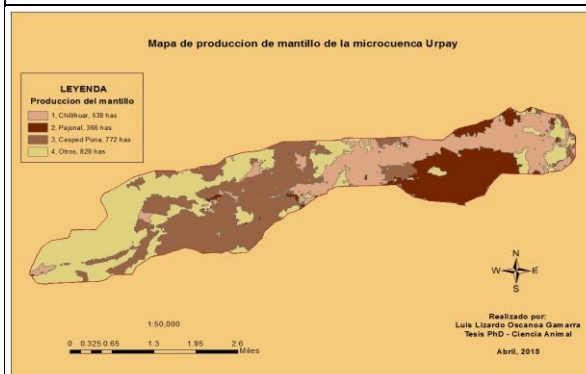 Mapa de produccion de mantillo de la microcuenca Urpay
LEYENDA
Produccion del mantillo
1, Chillihuar, 538 has
2, Pajonal, 366 has
3, Cesped Puna, 772 has
4, Otros, 828 has
N
W E
S
1:50,000
0 0.325 0.65 1.3 1.95 2.6
Miles
Realizado por:
Luis Lizardo Oscanoa Gamarra
Tesis PhD - Ciencia Animal
Abril, 2015